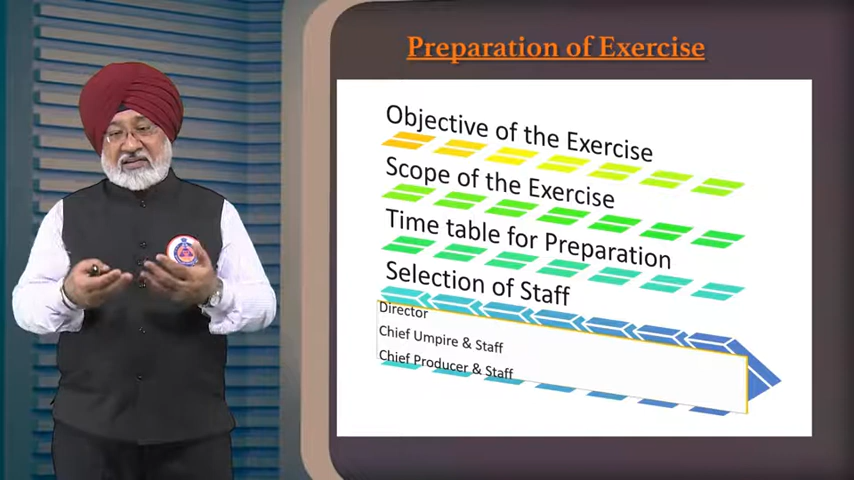 Preparation of Exercise
Objective of the Exercise
Scope of the Exercise
Time table for Preparation
Selection of Staff
Director
Chief Umpire & Staff
Chief Producer & Staff